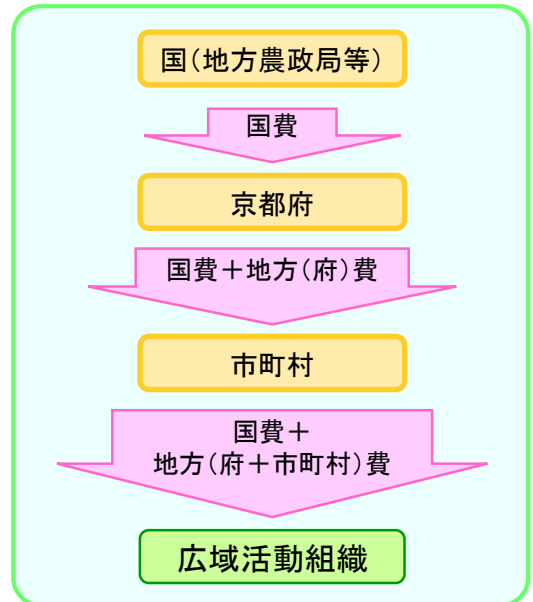 国（地方農政局等）
国費
京都府
国費＋地方（府）費
市町村
国費＋
地方（府＋市町村）費
広域活動組織